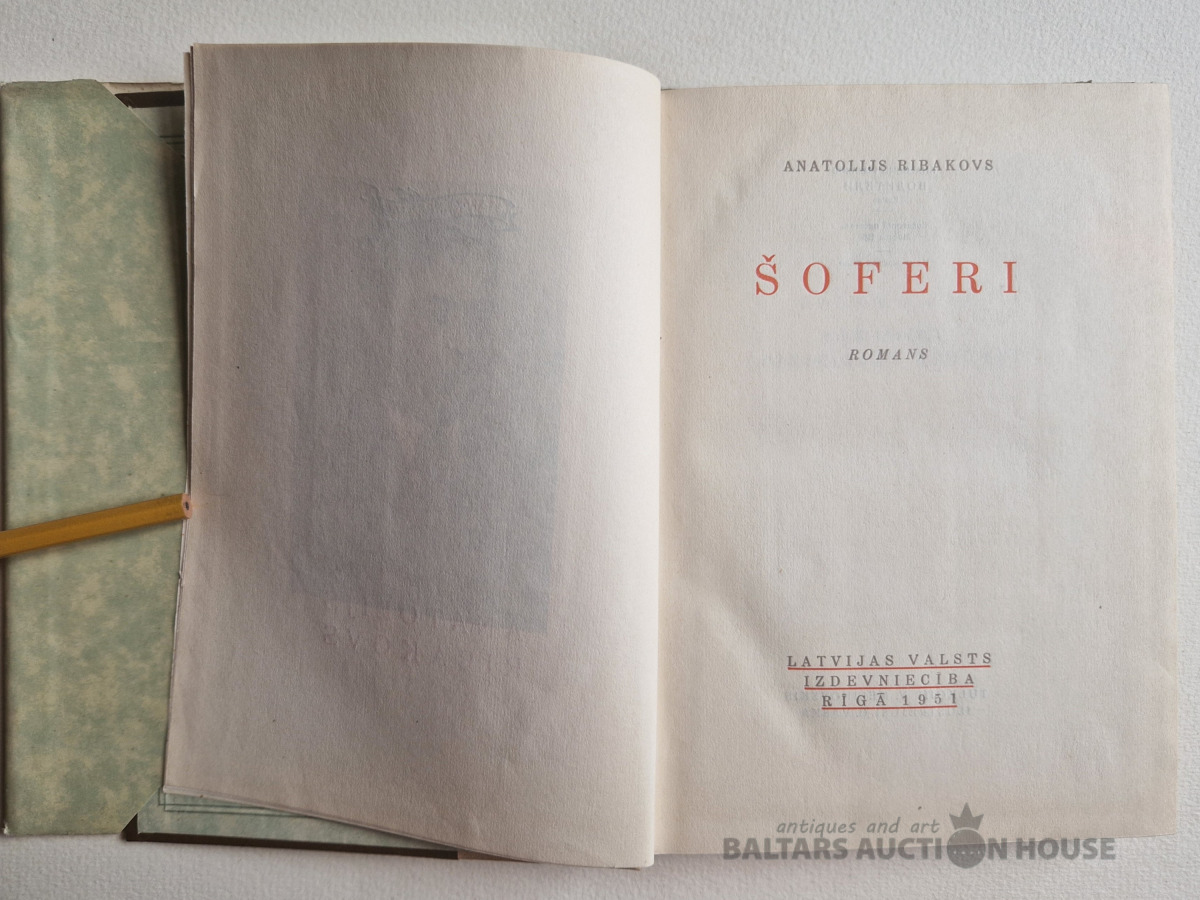 ANATOLIJS RIBAKOVS
ŠOFERI
ROMANS
LATVIJAS VALSTS
IZDEVNIECĪBA
RĪGĀ 1951
antiques and art
BALTARS AUCTION HOUSE